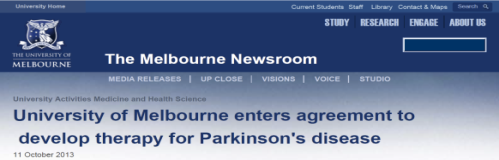 University Home Current Students Staff Library Contact & Maps Search
STUDY RESEARCH ENGAGE ABOUT US
THE UNIVERSITY OF
MELBOURNE
The Melbourne Newsroom
MEDIA RELEASES | UP CLOSE | VISIONS | VOICE | STUDIO
University Activities Medicine and Health Science
University of Melbourne enters agreement to
develop therapy for Parkinson's disease
11 October 2013